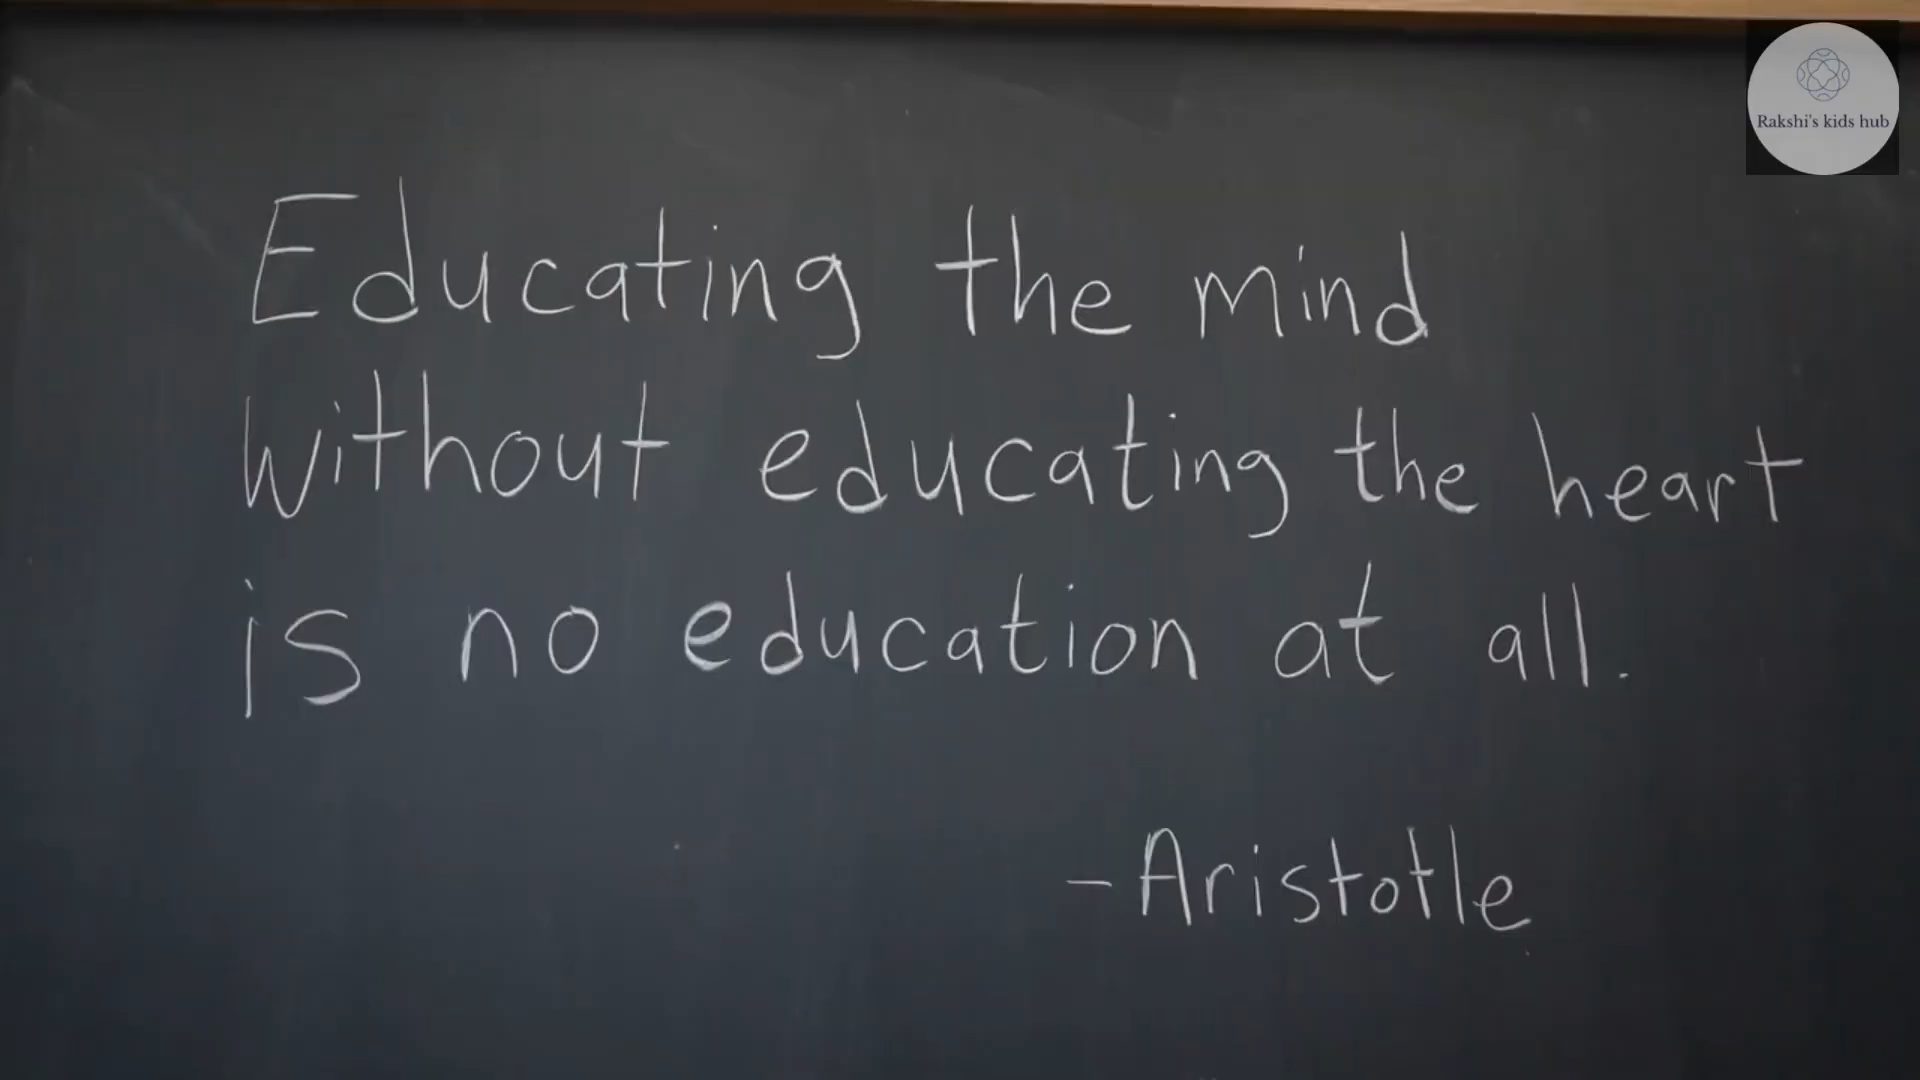 Rakshi's kids hub
Educating the mind
without educating the heart
is no education at all.
-Aristotle